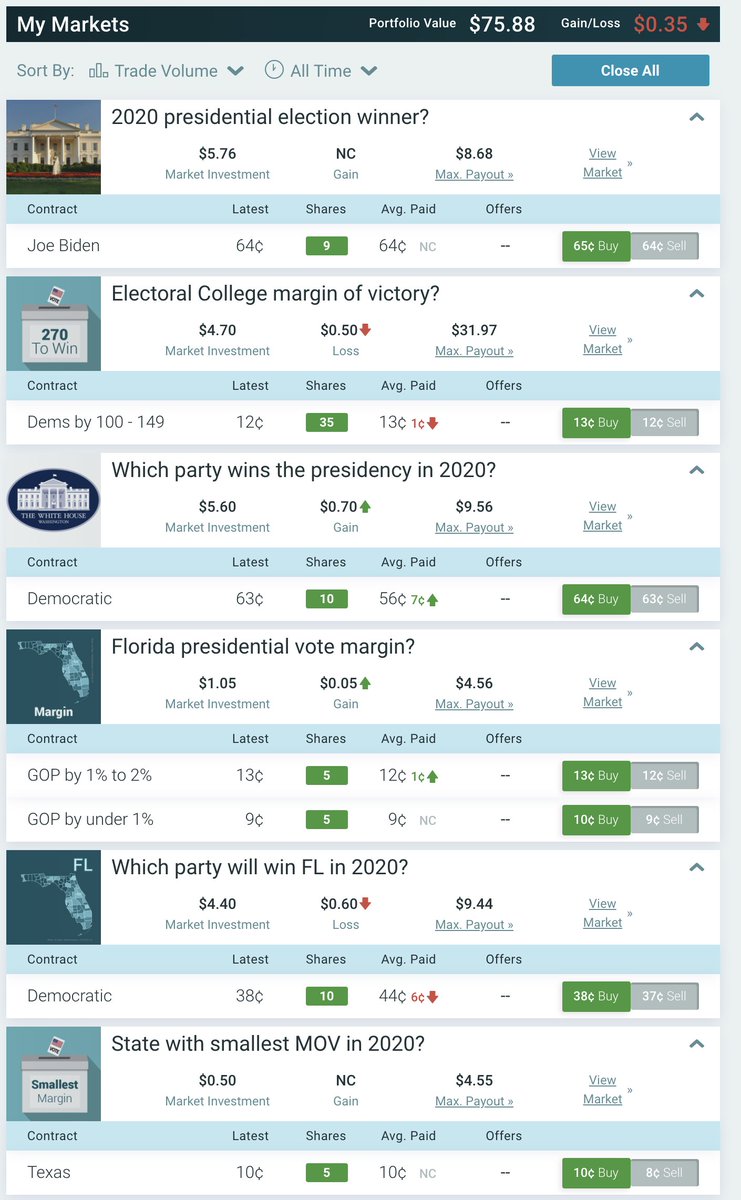 My Markets Portfolio Value $75.88 Gain/Loss $0.35
Sort By: Trade Volume All Time Close All
2020 presidential election winner?
$5.76 NC $8.68 View
Market Investment Gain Max. Payout » Market »
Contract Latest Shares Avg. Paid Offers
Joe Biden 64¢ 9 64¢ NC -- 65¢ Buy 64¢ Sell
VOTE
270
To Win
Electoral College margin of victory?
$4.70 $0.50 $31.97 View
Market Investment Loss Max. Payout » Market »
Contract Latest Shares Avg. Paid Offers
Dems by 100 - 149 12¢ 35 13¢ 1¢ -- 13¢ Buy 12¢ Sell
THE WHITE HOUSE
WASHINGTON
Which party wins the presidency in 2020?
$5.60 $0.70 $9.56 View
Market Investment Gain Max. Payout » Market »
Contract Latest Shares Avg. Paid Offers
Democratic 63¢ 10 56¢ 7¢ -- 64¢ Buy 63¢ Sell
Margin
Florida presidential vote margin?
$1.05 $0.05 $4.56 View
Market Investment Gain Max. Payout » Market »
Contract Latest Shares Avg. Paid Offers
GOP by 1% to 2% 13¢ 5 12¢ 1¢ -- 13¢ Buy 12¢ Sell
GOP by under 1% 9¢ 5 9¢ NC -- 10¢ Buy 9¢ Sell
FL
Which party will win FL in 2020?
$4.40 $0.60 $9.44 View
Market Investment Loss Max. Payout » Market »
Contract Latest Shares Avg. Paid Offers
Democratic 38¢ 10 44¢ 6¢ -- 38¢ Buy 37¢ Sell
VOTE
Smallest
Margin
State with smallest MOV in 2020?
$0.50 NC $4.55 View
Market Investment Gain Max. Payout » Market »
Contract Latest Shares Avg. Paid Offers
Texas 10¢ 5 10¢ NC -- 10¢ Buy 8¢ Sell